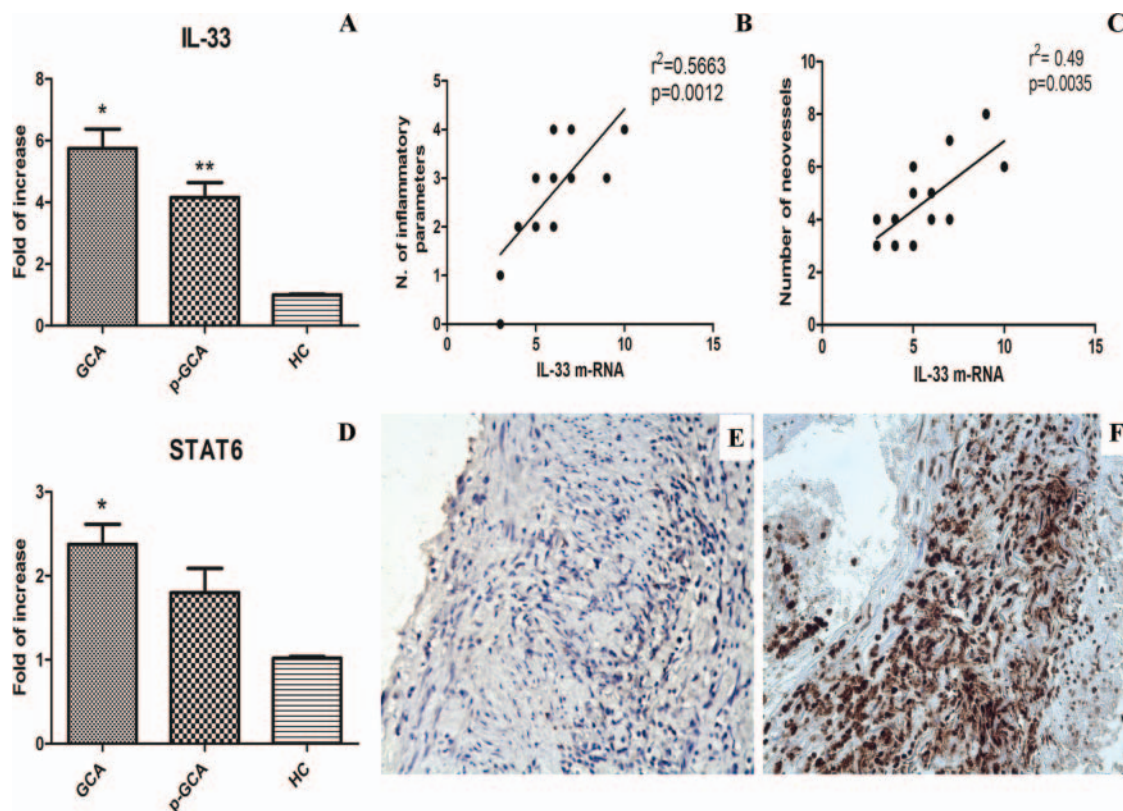 IL-33
A
Fold of increase
8
6
4
2
0
*
**
GCA
p-GCA
HC
B
r²=0.5663
p=0.0012
N. of inflammatory
parameters
5
4
3
2
1
0
0
5
10
15
IL-33 m-RNA
C
r²= 0.49
p=0.0035
Number of neovessels
10
8
6
4
2
0
0
5
10
15
IL-33 m-RNA
D
STAT6
Fold of increase
3
2
1
0
*
GCA
p-GCA
HC
E
F